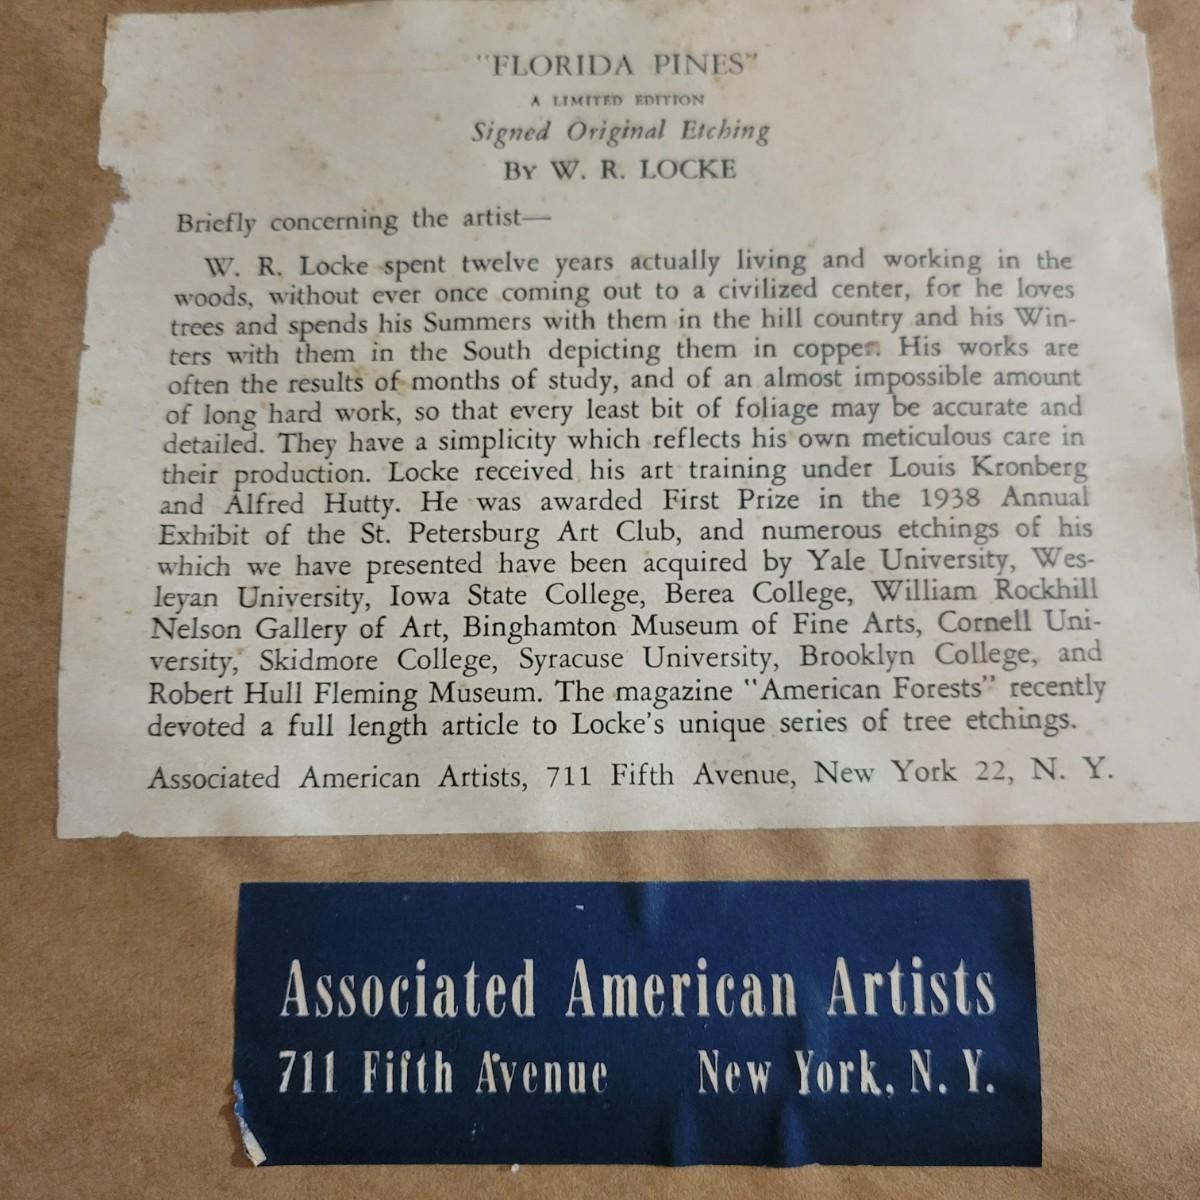 "FLORIDA PINES"
A LIMITED EDITION
Signed Original Etching
BY W. R. LOCKE
Briefly concerning the artist—
W. R. Locke spent twelve years actually living and working in the
woods, without ever once coming out to a civilized center, for he loves
trees and spends his Summers with them in the hill country and his Win-
ters with them in the South depicting them in copper. His works are
often the results of months of study, and of an almost impossible amount
of long hard work, so that every least bit of foliage may be accurate and
detailed. They have a simplicity which reflects his own meticulous care in
their production. Locke received his art training under Louis Kronberg
and Alfred Hutty. He was awarded First Prize in the 1938 Annual
Exhibit of the St. Petersburg Art Club, and numerous etchings of his
which we have presented have been acquired by Yale University, Wes-
leyan University, Iowa State College, Berea College, William Rockhill
Nelson Gallery of Art, Binghamton Museum of Fine Arts, Cornell Uni-
versity, Skidmore College, Syracuse University, Brooklyn College, and
Robert Hull Fleming Museum. The magazine "American Forests" recently
devoted a full length article to Locke's unique series of tree etchings.
Associated American Artists, 711 Fifth Avenue, New York 22, N. Y.
Associated American Artists
711 Fifth Avenue New York, N. Y.